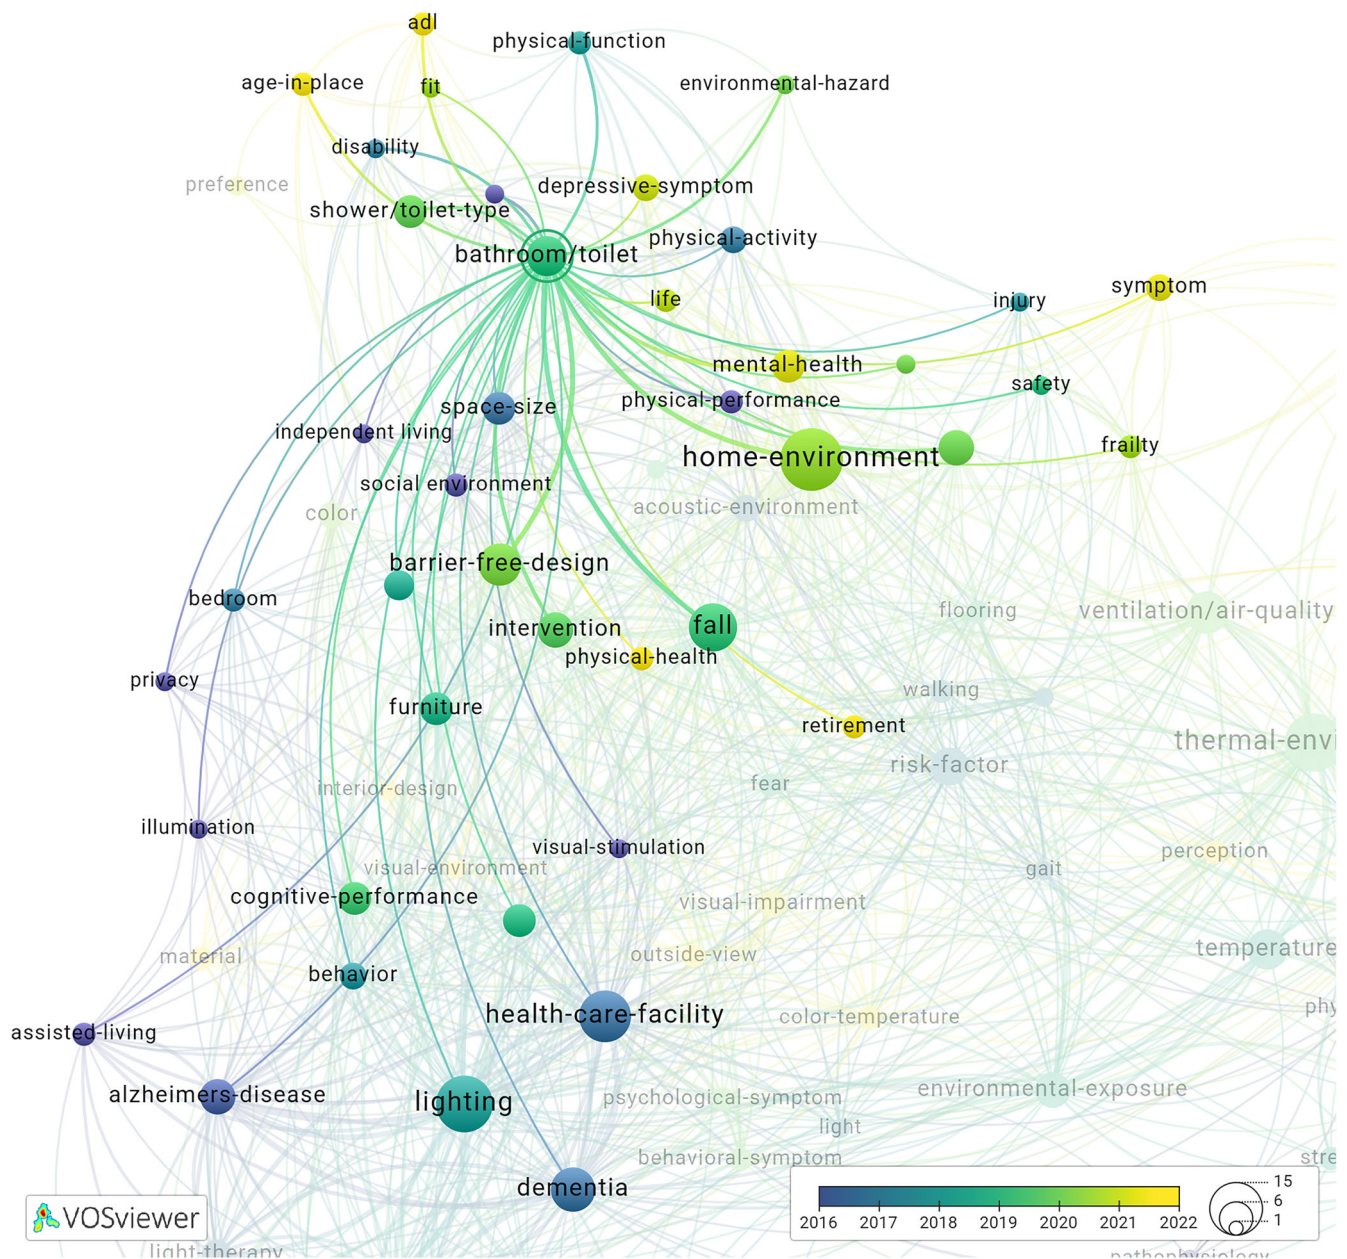 adl
physical-function
age-in-place
fit
environmental-hazard
disability
preference
depressive-symptom
shower/toilet-type
physical-activity
bathroom/toilet
life
injury
symptom
mental-health
safety
physical-performance
space-size
independent living
home-environment
frailty
social environment
acoustic-environment
color
barrier-free-design
bedroom
flooring
ventilation/air-quality
intervention
fall
physical-health
privacy
walking
furniture
retirement
thermal-envi
risk-factor
fear
interior-design
illumination
visual-stimulation
perception
visual-environment
gait
cognitive-performance
visual-impairment
material
outside-view
temperature
behavior
phy
health-care-facility
color-temperature
assisted-living
alzheimers-disease
lighting
psychological-symptom
environmental-exposure
light
behavioral-symptom
stre
dementia
VOSviewer
2016 2017 2018 2019 2020 2021 2022
15
6
1
light-therapy
pathophysiology